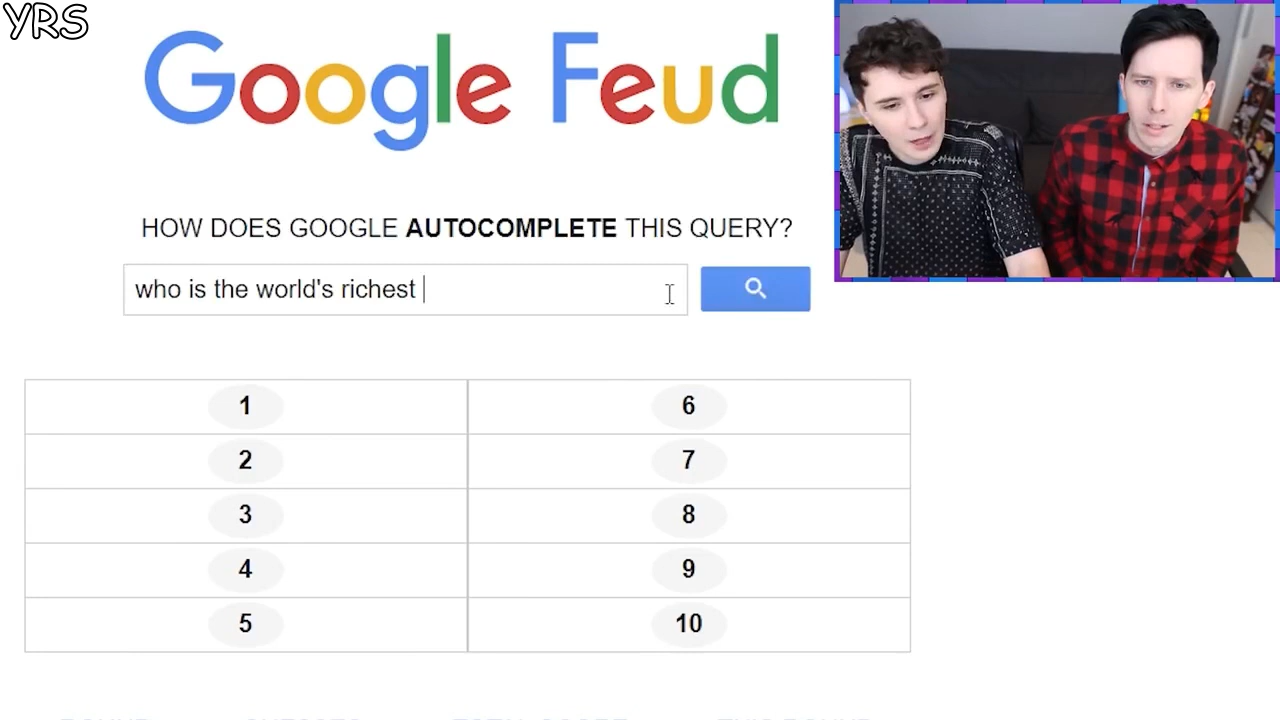 YRS
Google Feud
HOW DOES GOOGLE AUTOCOMPLETE THIS QUERY?
who is the world's richest
1 6
2 7
3 8
4 9
5 10